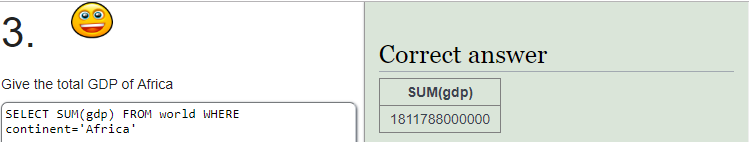 3.
Give the total GDP of Africa
SELECT SUM(gdp) FROM world WHERE
continent='Africa'
Correct answer
SUM(gdp)
1811788000000